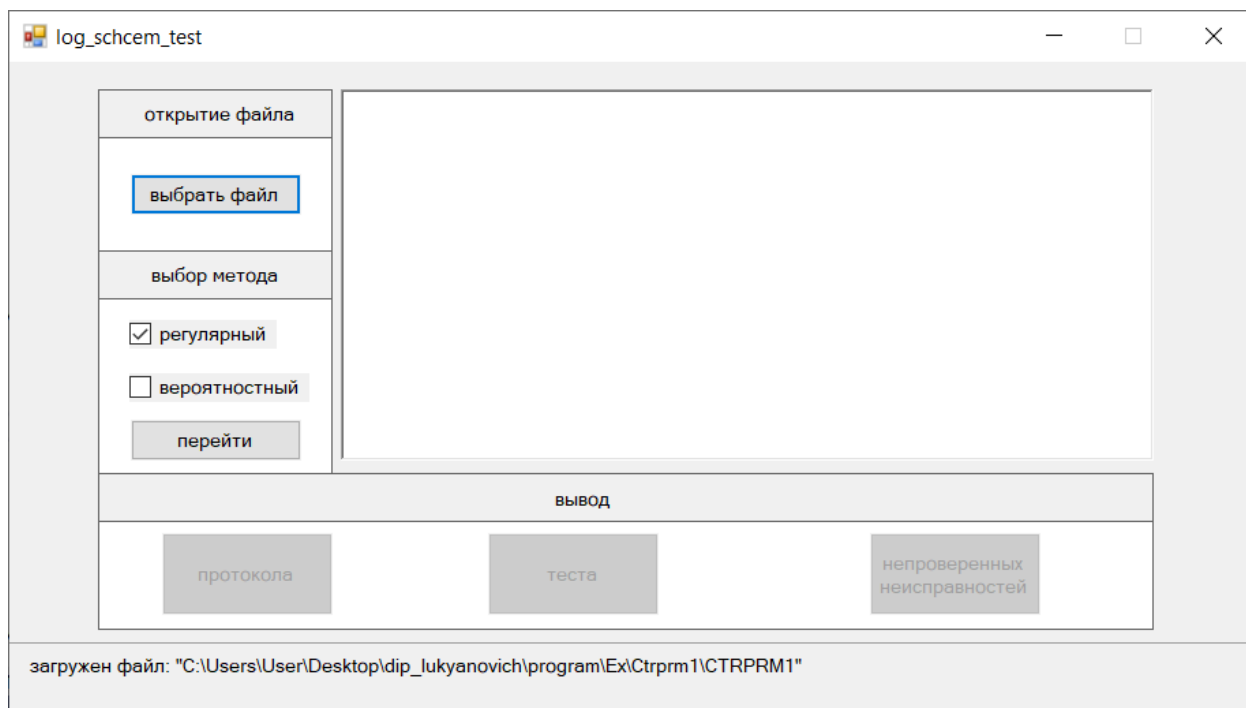 log_schcem_test
открытие файла
выбрать файл
выбор метода
регулярный
вероятностный
перейти
вывод
протокола
теста
непроверенных
неисправностей
загружен файл: "C:\Users\User\Desktop\dip_lukyanovich\program\Ex\Ctrprm1\CTRPRM1"